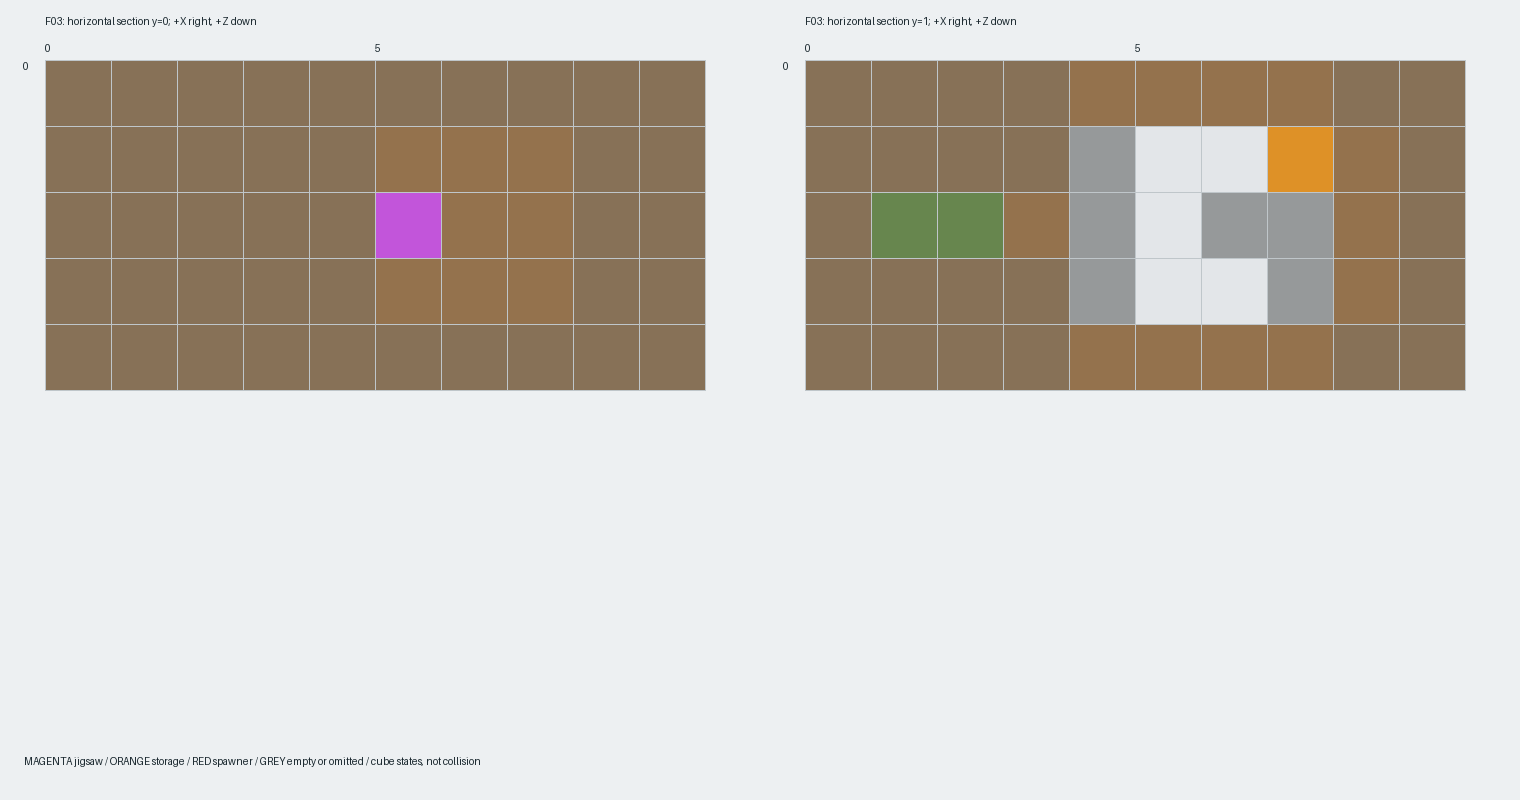 F03: horizontal section y=0; +X right, +Z down
F03: horizontal section y=1; +X right, +Z down
0 5
0 5
0
0
MAGENTA jigsaw / ORANGE storage / RED spawner / GREY empty or omitted / cube states, not collision